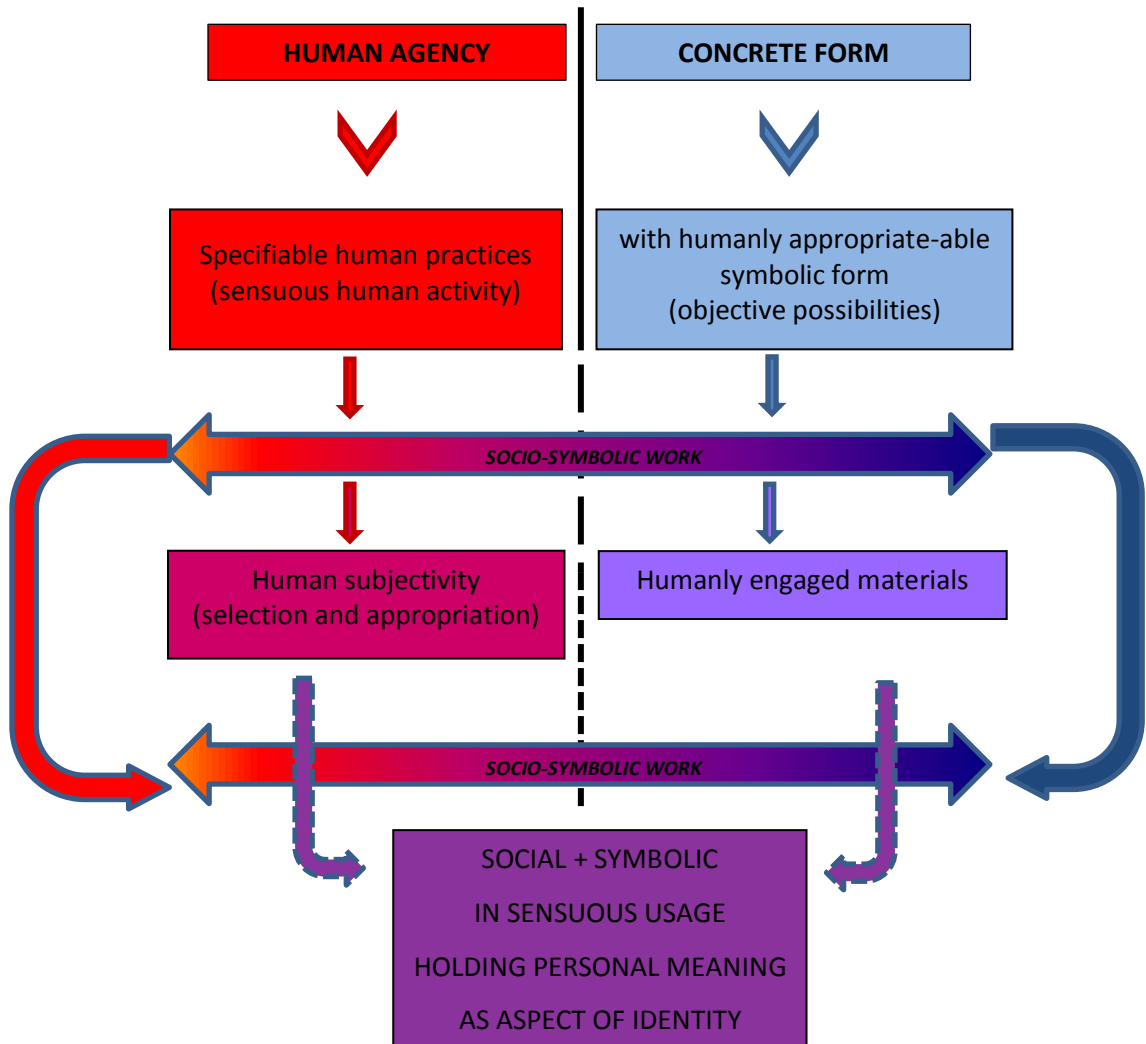 HUMAN AGENCY
CONCRETE FORM
Specifiable human practices
(sensuous human activity)
with humanly appropriate-able
symbolic form
(objective possibilities)
SOCIO-SYMBOLIC WORK
Human subjectivity
(selection and appropriation)
Humanly engaged materials
SOCIO-SYMBOLIC WORK
SOCIAL + SYMBOLIC
IN SENSUOUS USAGE
HOLDING PERSONAL MEANING
AS ASPECT OF IDENTITY